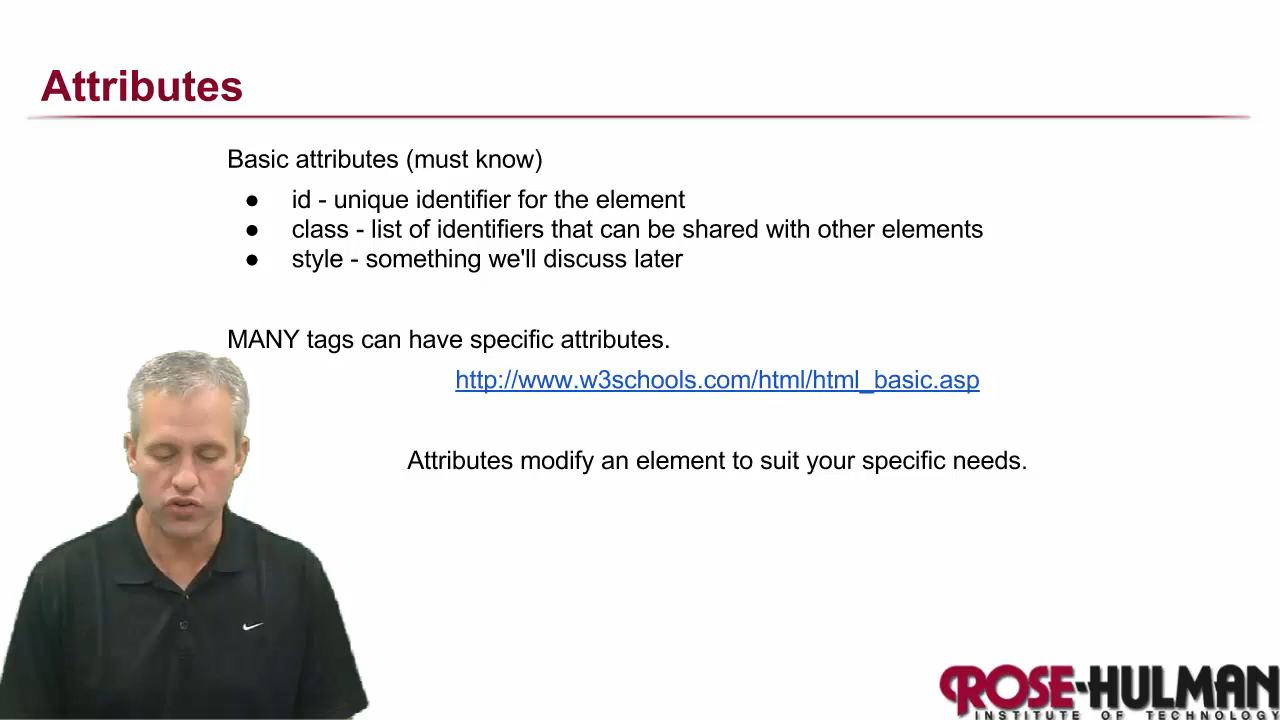 Attributes
Basic attributes (must know)
● id - unique identifier for the element
● class - list of identifiers that can be shared with other elements
● style - something we'll discuss later
MANY tags can have specific attributes.
http://www.w3schools.com/html/html_basic.asp
Attributes modify an element to suit your specific needs.
ROSE-HULMAN
INSTITUTE OF TECHNOLOGY